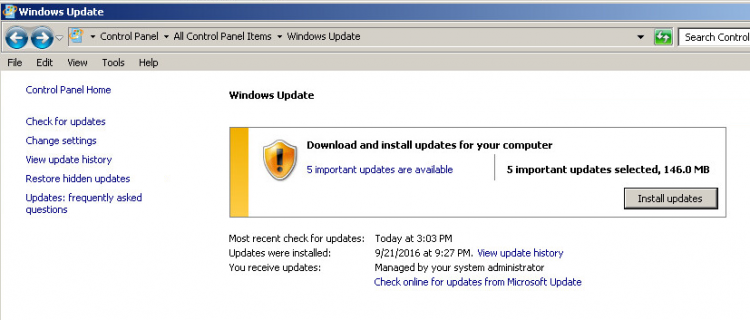 Windows Update
Control Panel All Control Panel Items Windows Update
Search Control
File Edit View Tools Help
Control Panel Home
Check for updates
Change settings
View update history
Restore hidden updates
Updates: frequently asked
questions
Windows Update
Download and install updates for your computer
5 important updates are available
5 important updates selected, 146.0 MB
Install updates
Most recent check for updates: Today at 3:03 PM
Updates were installed: 9/21/2016 at 9:27 PM. View update history
You receive updates: Managed by your system administrator
Check online for updates from Microsoft Update